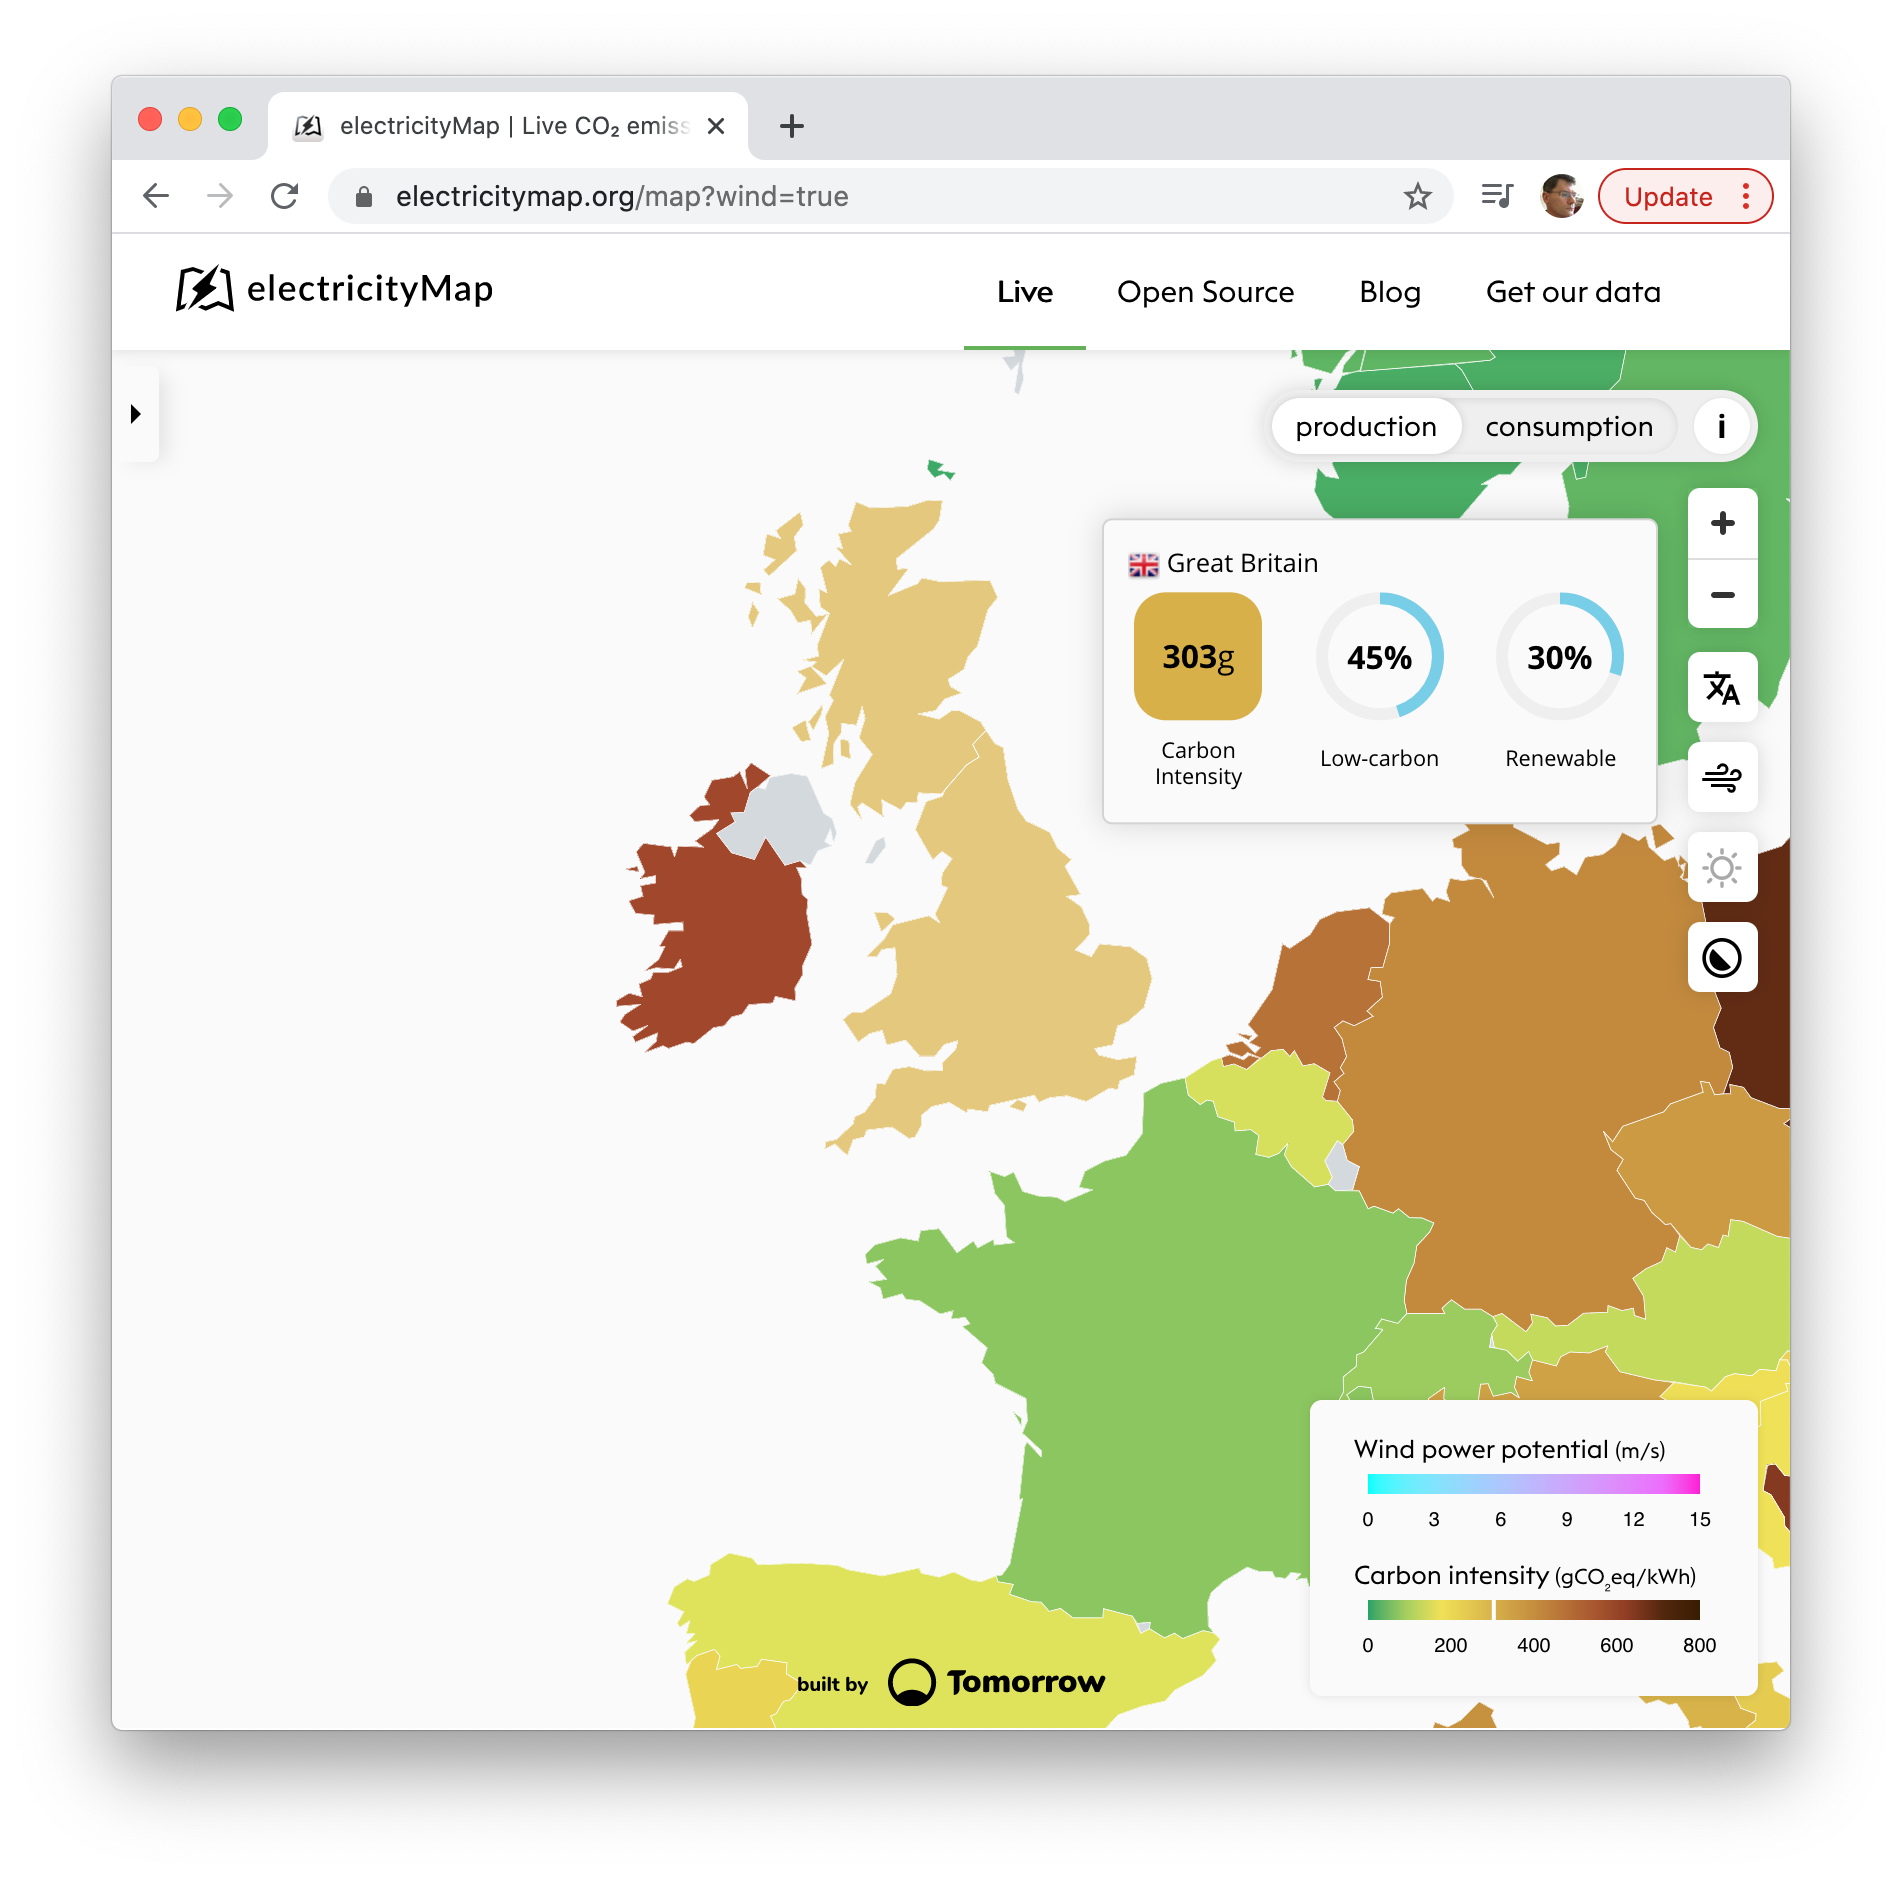 electricityMap | Live CO₂ emiss
electricitymap.org/map?wind=true
Update
electricityMap
Live
Open Source
Blog
Get our data
production
consumption
i
Great Britain
303g
45%
30%
Carbon
Intensity
Low-carbon
Renewable
Wind power potential (m/s)
0 3 6 9 12 15
Carbon intensity (gCO₂eq/kWh)
0 200 400 600 800
built by Tomorrow